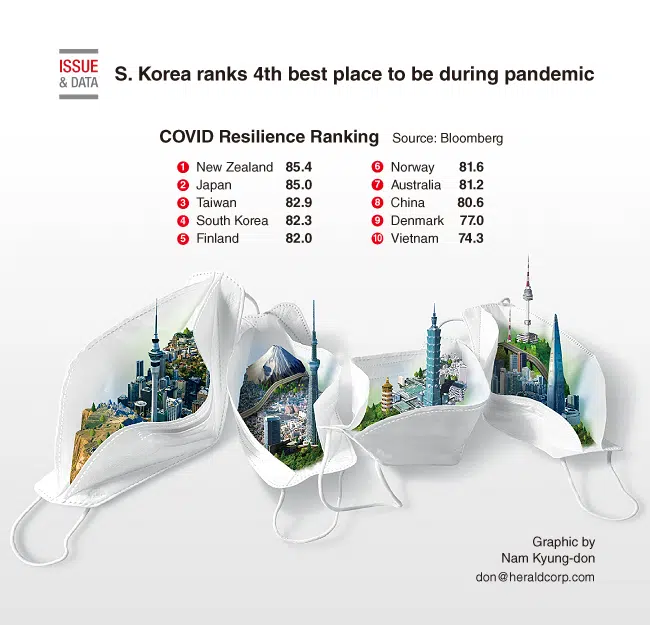 ISSUE
& DATA
S. Korea ranks 4th best place to be during pandemic
COVID Resilience Ranking Source: Bloomberg
1 New Zealand 85.4
2 Japan 85.0
3 Taiwan 82.9
4 South Korea 82.3
5 Finland 82.0
6 Norway 81.6
7 Australia 81.2
8 China 80.6
9 Denmark 77.0
10 Vietnam 74.3
Graphic by
Nam Kyung-don
don@heraldcorp.com